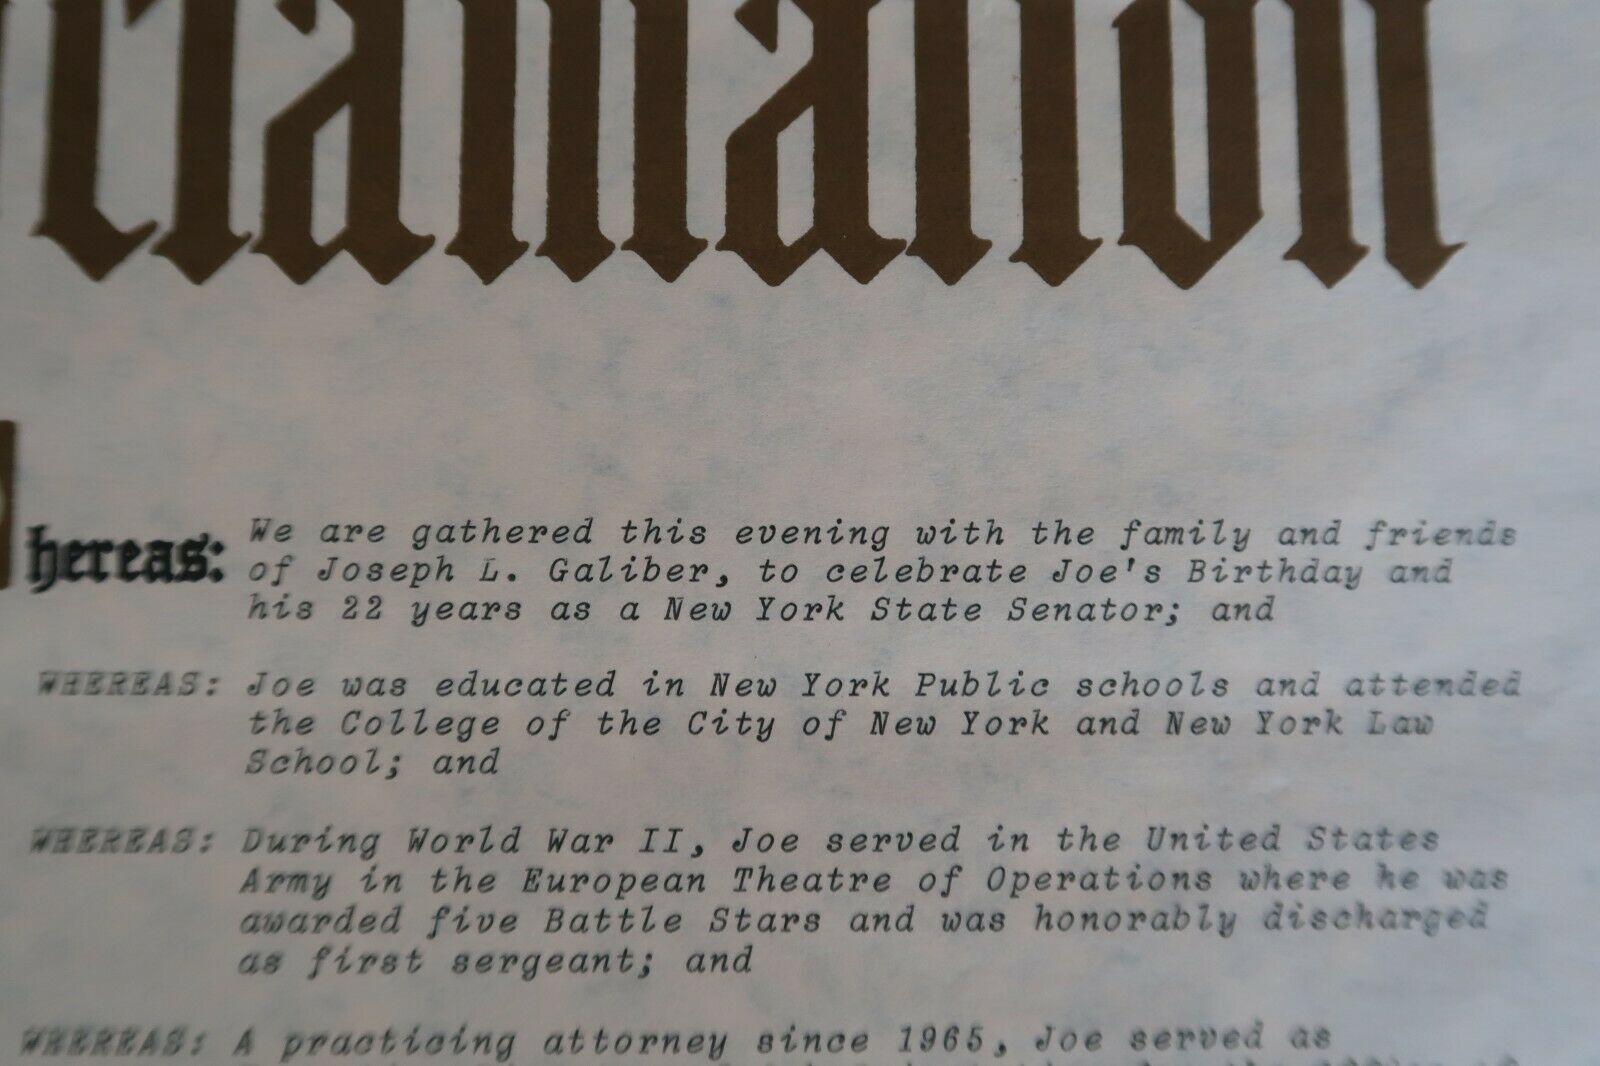 clamation
hereas: We are gathered this evening with the family and friends
of Joseph L. Galiber, to celebrate Joe's Birthday and
his 22 years as a New York State Senator; and
WHEREAS: Joe was educated in New York Public schools and attended
the College of the City of New York and New York Law
School; and
WHEREAS: During World War II, Joe served in the United States
Army in the European Theatre of Operations where he was
awarded five Battle Stars and was honorably discharged
as first sergeant; and
WHEREAS: A practicing attorney since 1965, Joe served as